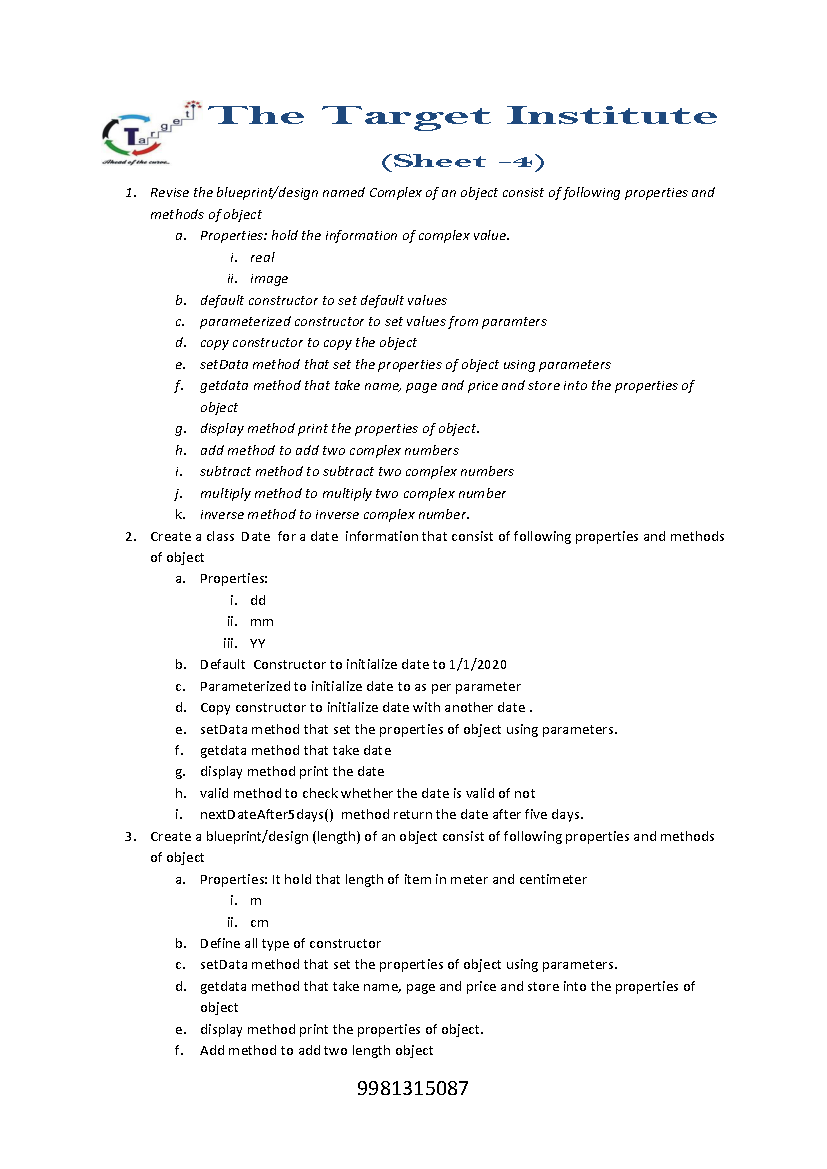 Target
Ahead of the curve..
The Target Institute
(Sheet -4)
1. Revise the blueprint/design named Complex of an object consist of following properties and
methods of object
a. Properties: hold the information of complex value.
i. real
ii. image
b. default constructor to set default values
c. parameterized constructor to set values from paramters
d. copy constructor to copy the object
e. setData method that set the properties of object using parameters
f. getdata method that take name, page and price and store into the properties of
object
g. display method print the properties of object.
h. add method to add two complex numbers
i. subtract method to subtract two complex numbers
j. multiply method to multiply two complex number
k. inverse method to inverse complex number.
2. Create a class Date for a date information that consist of following properties and methods
of object
a. Properties:
i. dd
ii. mm
iii. YY
b. Default Constructor to initialize date to 1/1/2020
c. Parameterized to initialize date to as per parameter
d. Copy constructor to initialize date with another date .
e. setData method that set the properties of object using parameters.
f. getdata method that take date
g. display method print the date
h. valid method to check whether the date is valid of not
i. nextDateAfter5days() method return the date after five days.
3. Create a blueprint/design (length) of an object consist of following properties and methods
of object
a. Properties: It hold that length of item in meter and centimeter
i. m
ii. cm
b. Define all type of constructor
c. setData method that set the properties of object using parameters.
d. getdata method that take name, page and price and store into the properties of
object
e. display method print the properties of object.
f. Add method to add two length object
9981315087